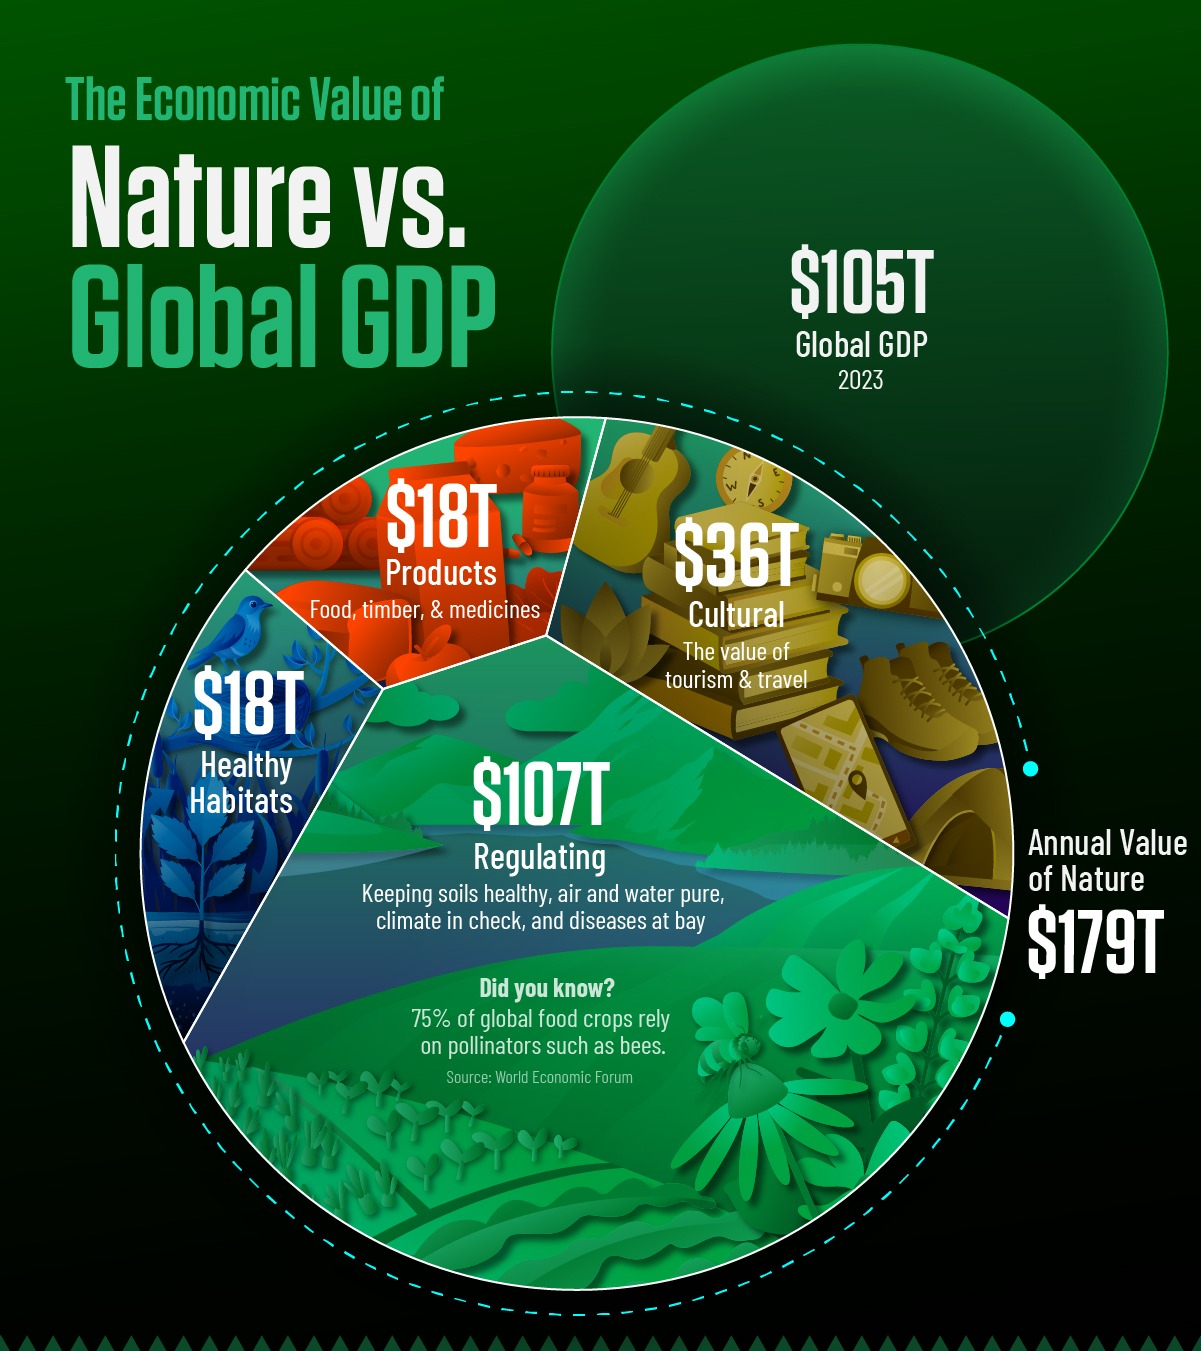 The Economic Value of
Nature vs.
Global GDP
$105T
Global GDP
2023
$18T
Products
Food, timber, & medicines
$36T
Cultural
The value of
tourism & travel
$18T
Healthy
Habitats
$107T
Regulating
Keeping soils healthy, air and water pure,
climate in check, and diseases at bay
Annual Value
of Nature
$179T
Did you know?
75% of global food crops rely
on pollinators such as bees.
Source: World Economic Forum
N
E
S
W